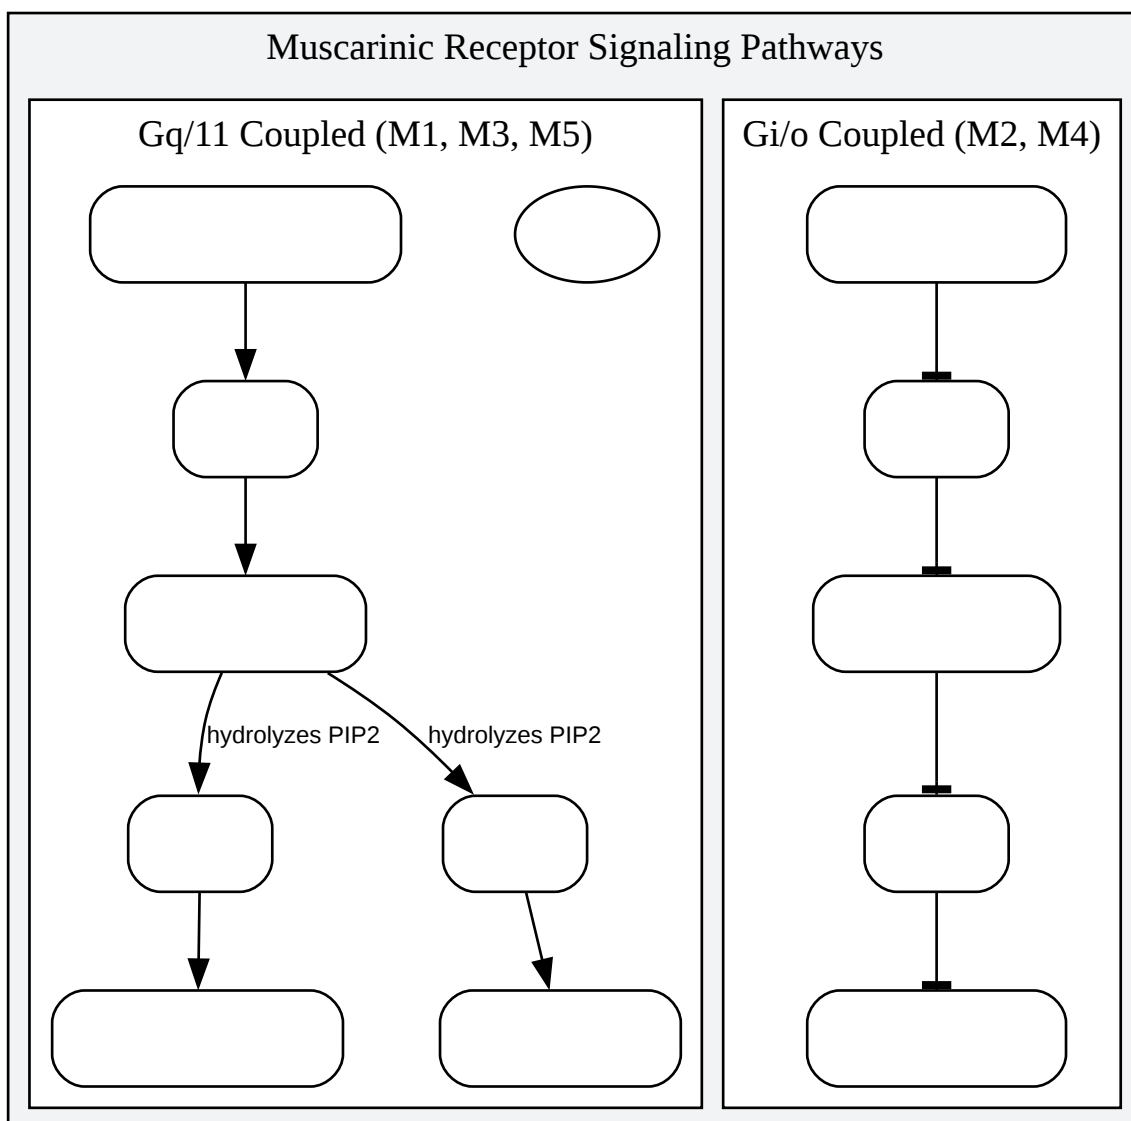 Muscarinic Receptor Signaling Pathways
Gq/11 Coupled (M1, M3, M5)
Gi/o Coupled (M2, M4)
hydrolyzes PIP2
hydrolyzes PIP2